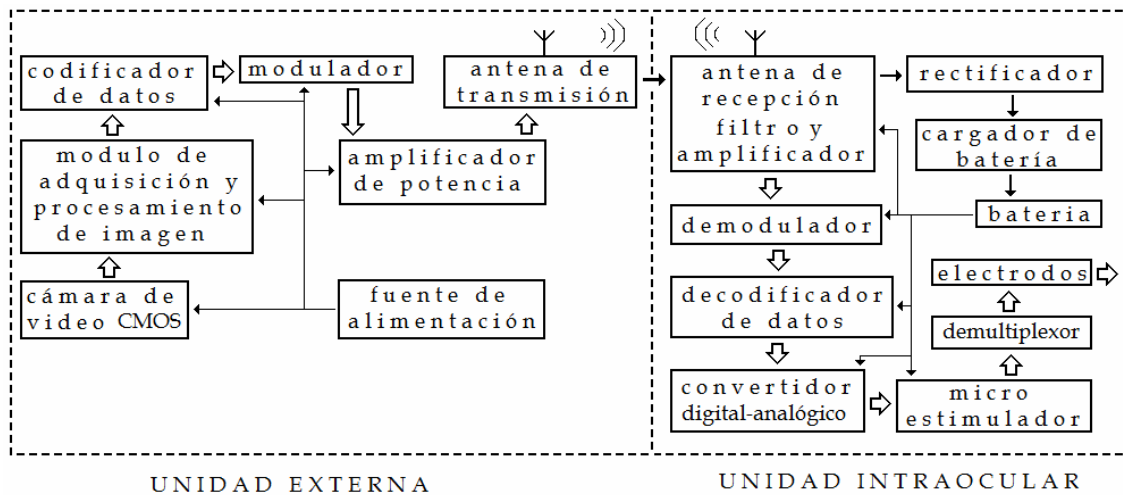 codificador
de datos
modulador
antena de
transmisión
modulo de
adquisición y
procesamiento
de imagen
amplificador
de potencia
cámara de
video CMOS
fuente de
alimentación
UNIDAD EXTERNA
antena de
recepción
filtro y
amplificador
rectificador
cargador de
batería
bateria
demodulador
decodificador
de datos
convertidor
digital-analógico
micro
estimulador
demultiplexor
electrodos
UNIDAD INTRAOCULAR